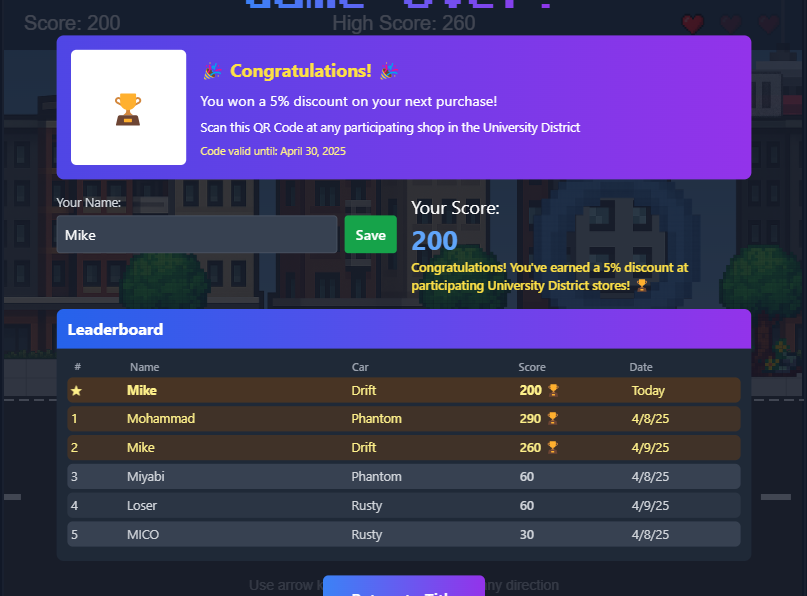 Game Over!
Score: 200
High Score: 260
Congratulations!
You won a 5% discount on your next purchase!
Scan this QR Code at any participating shop in the University District
Code valid until: April 30, 2025
Your Name:
Mike
Save
Your Score:
200
Congratulations! You've earned a 5% discount at
participating University District stores!
Leaderboard
# Name Car Score Date
★ Mike Drift 200 Today
1 Mohammad Phantom 290 4/8/25
2 Mike Drift 260 4/9/25
3 Miyabi Phantom 60 4/8/25
4 Loser Rusty 60 4/9/25
5 MICO Rusty 30 4/8/25
Use arrow any direction
Return to Title